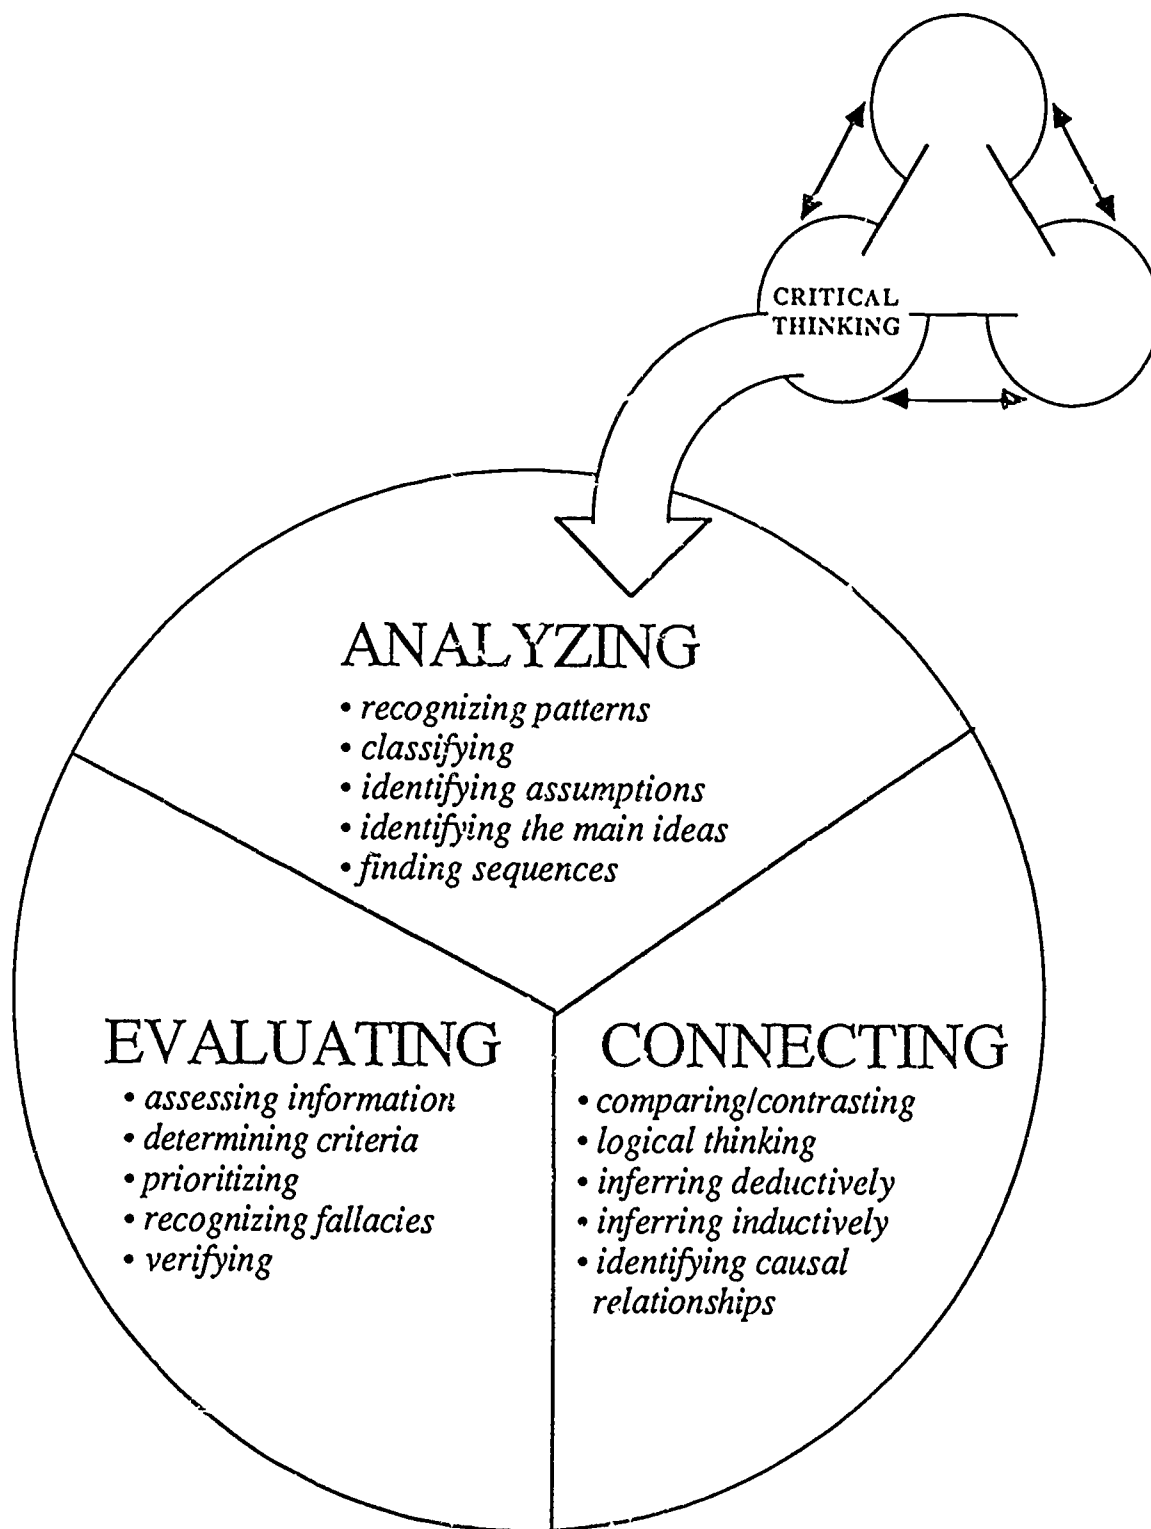 CRITICAL
THINKING
ANALYZING
• recognizing patterns
• classifying
• identifying assumptions
• identifying the main ideas
• finding sequences
EVALUATING
• assessing information
• determining criteria
• prioritizing
• recognizing fallacies
• verifying
CONNECTING
• comparing/contrasting
• logical thinking
• inferring deductively
• inferring inductively
• identifying causal
relationships